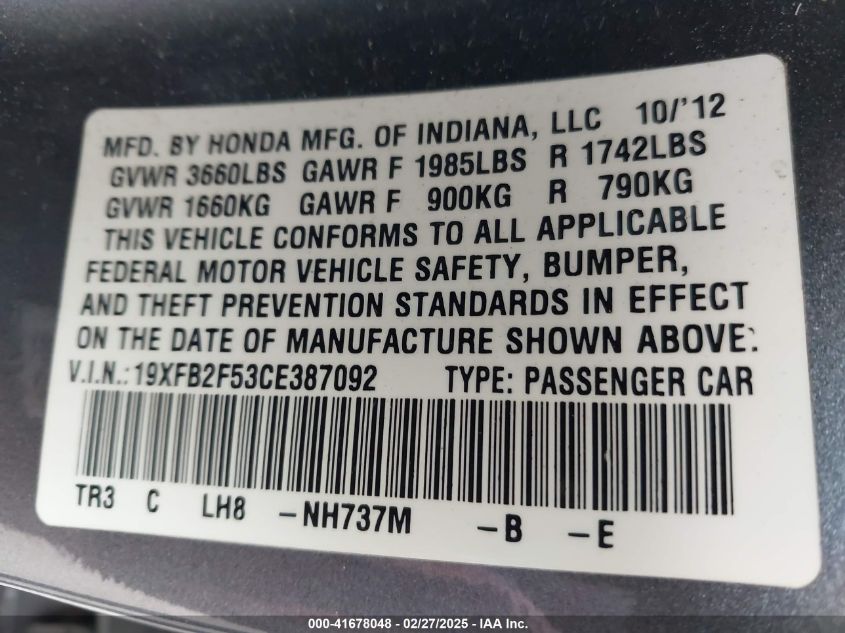 MFD. BY HONDA MFG. OF INDIANA, LLC 10/'12
GVWR 3660LBS GAWR F 1985LBS R 1742LBS
GVWR 1660KG GAWR F 900KG R 790KG
THIS VEHICLE CONFORMS TO ALL APPLICABLE
FEDERAL MOTOR VEHICLE SAFETY, BUMPER,
AND THEFT PREVENTION STANDARDS IN EFFECT
ON THE DATE OF MANUFACTURE SHOWN ABOVE:
V.I.N.:19XFB2F53CE387092 TYPE: PASSENGER CAR
TR3 C LH8 -NH737M -B -E
000-41678048 – 02/27/2025 – IAA Inc.